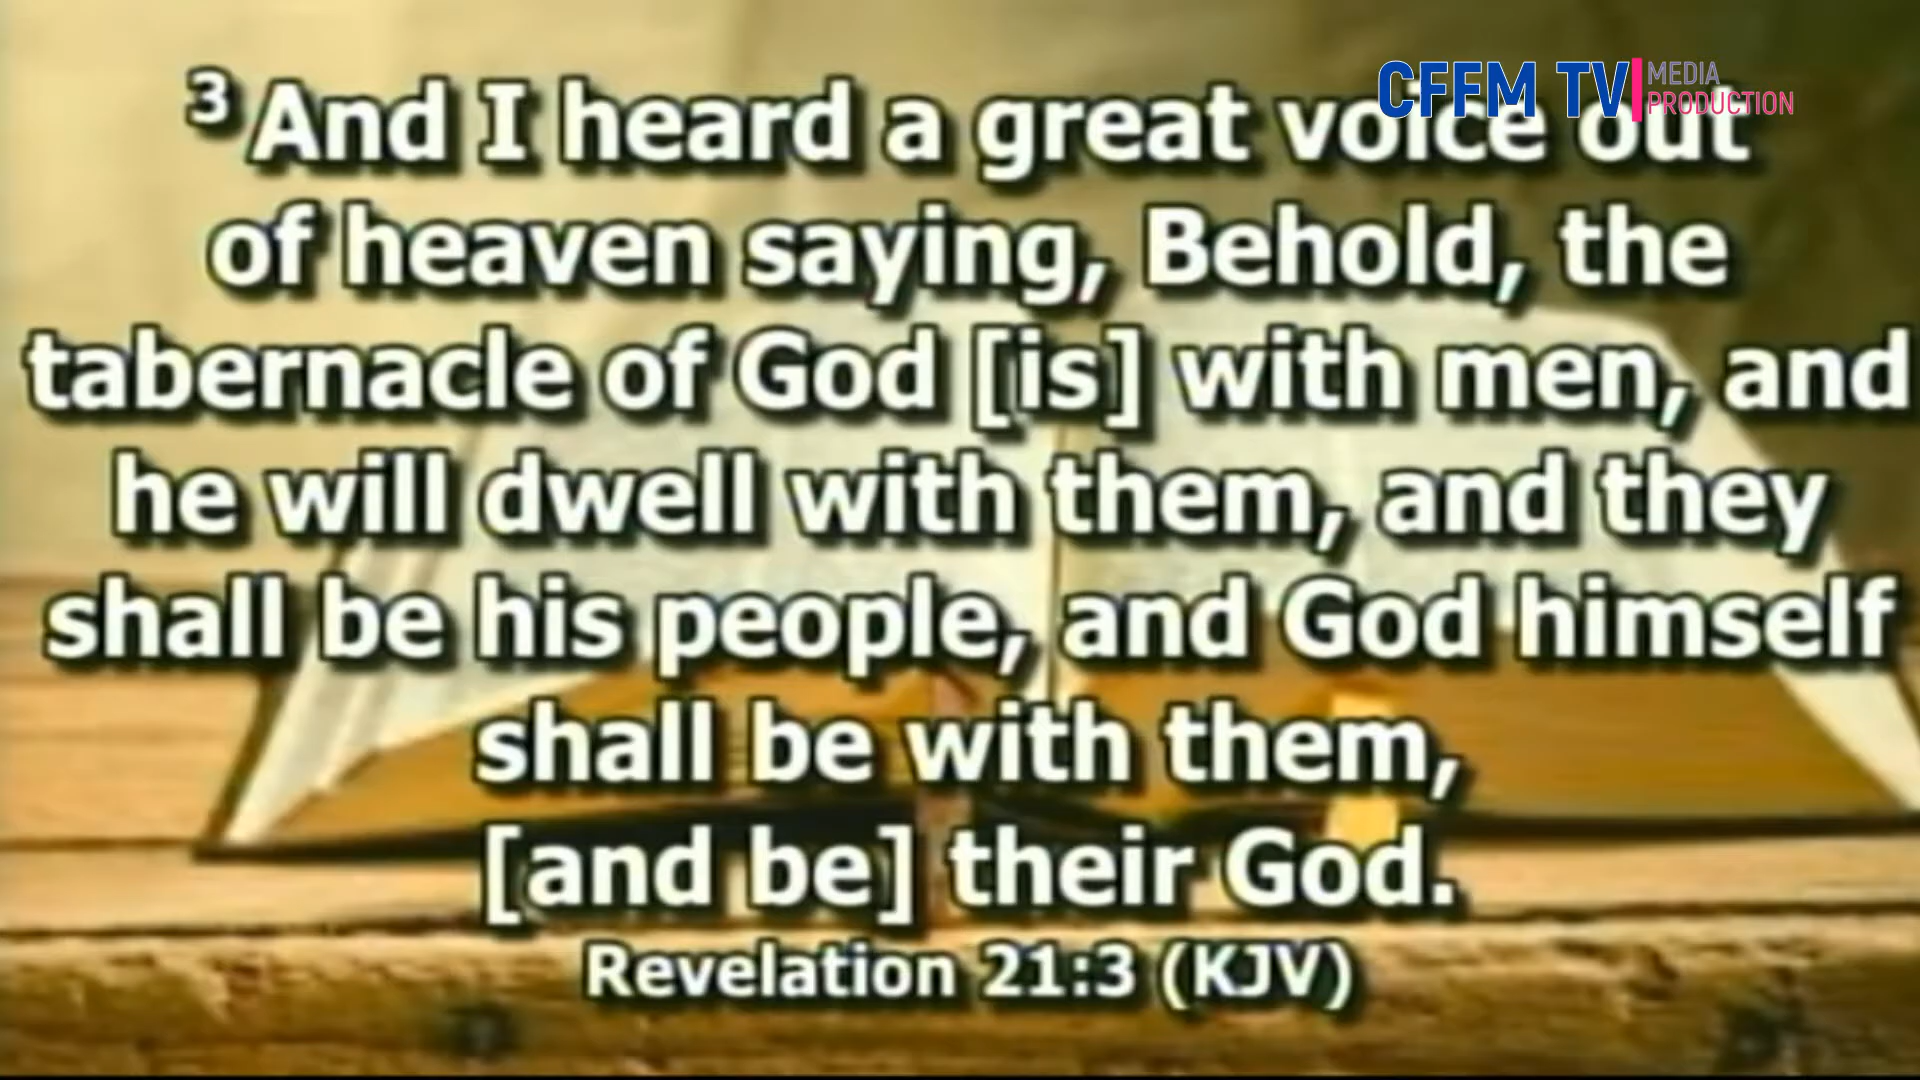 CFFM TV MEDIA
PRODUCTION
3 And I heard a great voice out
of heaven saying, Behold, the
tabernacle of God [is] with men, and
he will dwell with them, and they
shall be his people, and God himself
shall be with them,
[and be] their God.
Revelation 21:3 (KJV)